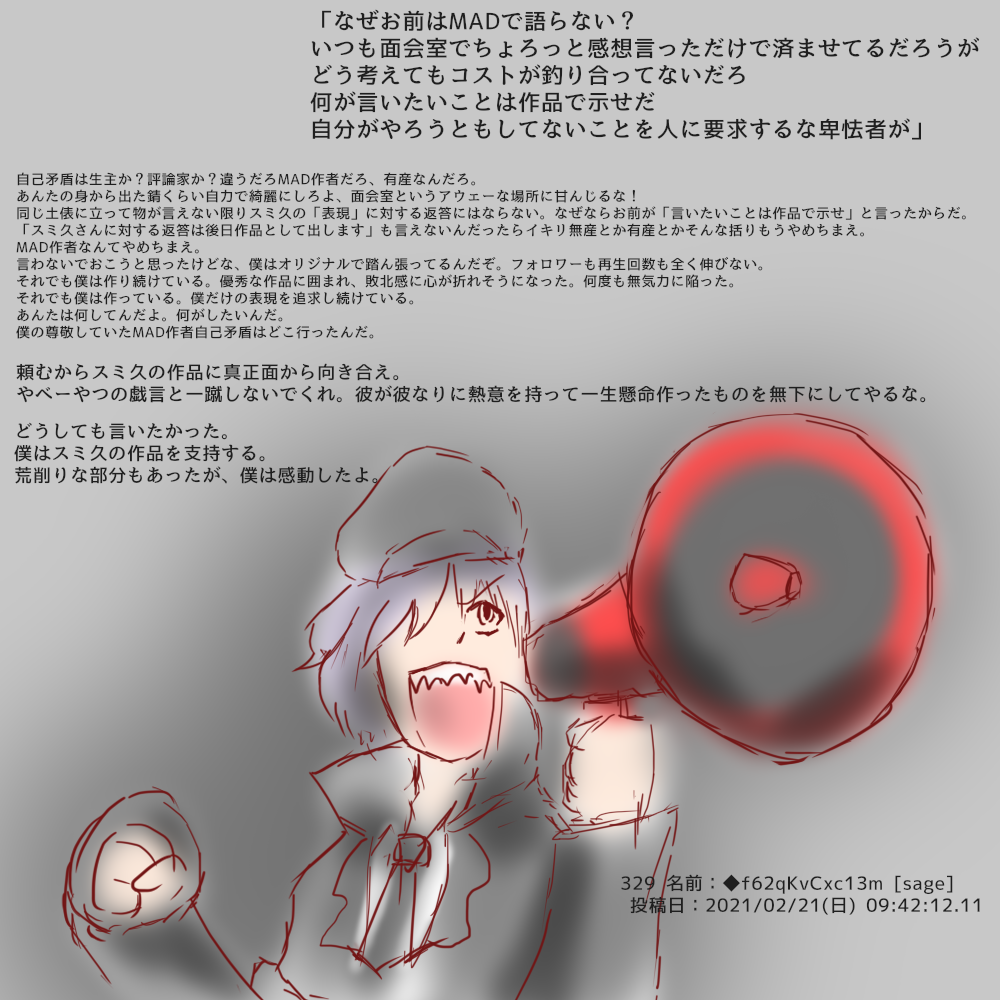 「なぜお前はMADで語らない？
いつも面会室でちょろっと感想言っただけで済ませてるだろうが
どう考えてもコストが釣り合ってないだろ
何が言いたいことは作品で示せだ
自分がやろうともしてないことを人に要求するな卑怯者が」
自己矛盾は生主か？評論家か？違うだろMAD作者だろ、有産なんだろ。
あんたの身から出た錆くらい自力で綺麗にしろよ、面会室というアウェーな場所に甘んじるな！
同じ土俵に立って物が言えない限りスミ久の「表現」に対する返答にはならない。なぜならお前が「言いたいことは作品で示せ」と言ったからだ。
「スミ久さんに対する返答は後日作品として出します」も言えないんだったらイキリ無産とか有産とかそんな括りもうやめちまえ。
MAD作者なんてやめちまえ。
言わないでおこうと思ったけどな、僕はオリジナルで踏ん張ってるんだぞ。フォロワーも再生回数も全く伸びない。
それでも僕は作り続けている。優秀な作品に囲まれ、敗北感に心が折れそうになった。何度も無気力に陥った。
それでも僕は作っている。僕だけの表現を追求し続けている。
あんたは何してんだよ。何がしたいんだ。
僕の尊敬していたMAD作者自己矛盾はどこ行ったんだ。
頼むからスミ久の作品に真正面から向き合え。
やべーやつの戯言と一蹴しないでくれ。彼が彼なりに熱意を持って一生懸命作ったものを無下にしてやるな。
どうしても言いたかった。
僕はスミ久の作品を支持する。
荒削りな部分もあったが、僕は感動したよ。
329 名前：◆f62qKvCxc13m [sage]
投稿日：2021/02/21(日) 09:42:12.11